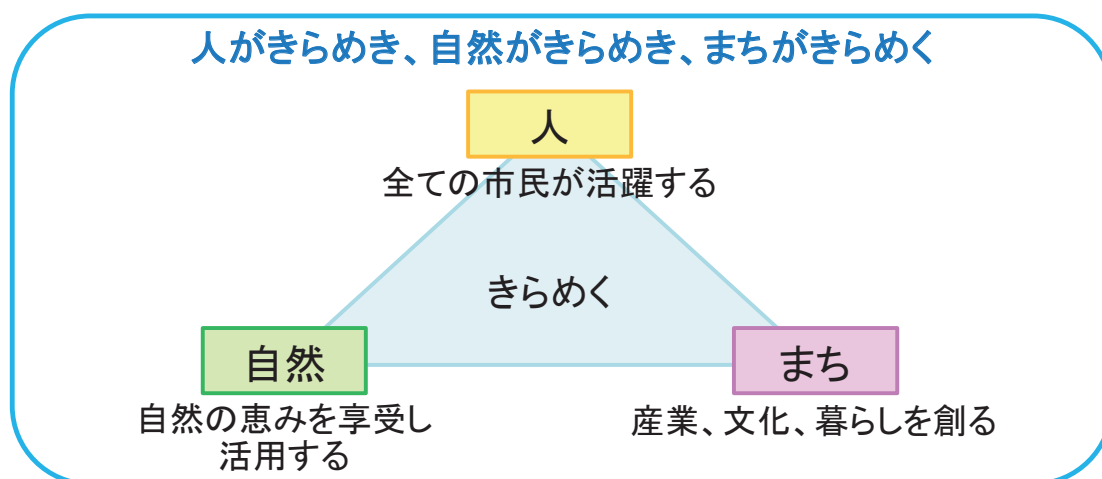 人がきらめき、自然がきらめき、まちがきらめく
人
全ての市民が活躍する
きらめく
自然
自然の恵みを享受し
活用する
まち
産業、文化、暮らしを創る